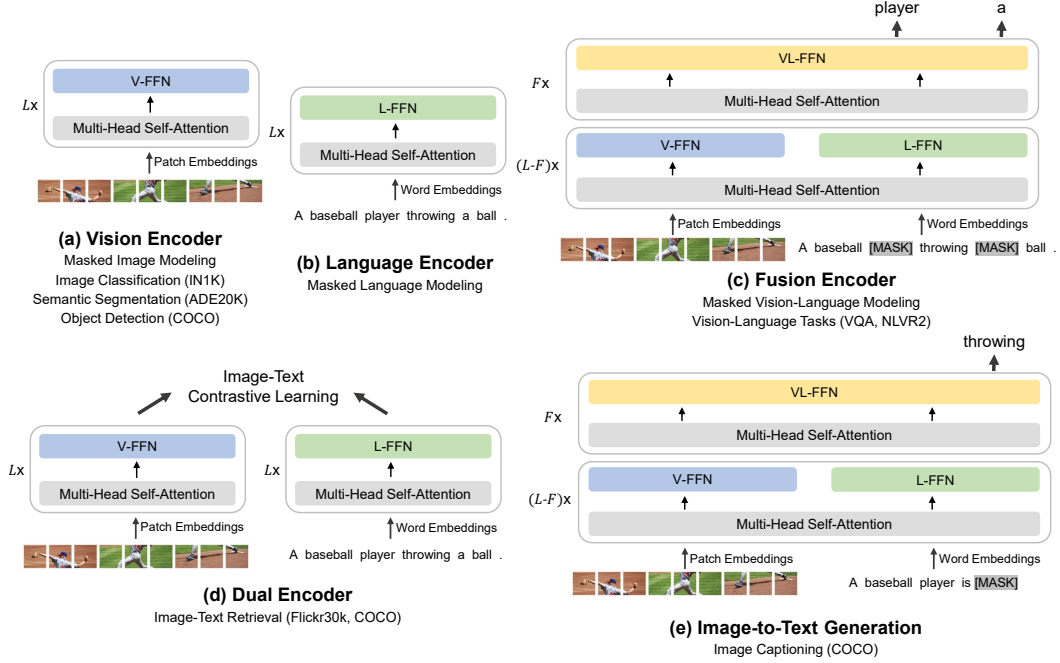 V-FFN
Lx
Multi-Head Self-Attention
Patch Embeddings
(a) Vision Encoder
Masked Image Modeling
Image Classification (IN1K)
Semantic Segmentation (ADE20K)
Object Detection (COCO)
L-FFN
Lx
Multi-Head Self-Attention
Word Embeddings
A baseball player throwing a ball .
(b) Language Encoder
Masked Language Modeling
player a
VL-FFN
Fx
Multi-Head Self-Attention
V-FFN L-FFN
(L-F)x
Multi-Head Self-Attention
Patch Embeddings Word Embeddings
A baseball [MASK] throwing [MASK] ball .
(c) Fusion Encoder
Masked Vision-Language Modeling
Vision-Language Tasks (VQA, NLVR2)
Image-Text
Contrastive Learning
V-FFN L-FFN
Lx Lx
Multi-Head Self-Attention Multi-Head Self-Attention
Patch Embeddings Word Embeddings
A baseball player throwing a ball .
(d) Dual Encoder
Image-Text Retrieval (Flickr30k, COCO)
throwing
VL-FFN
Fx
Multi-Head Self-Attention
V-FFN L-FFN
(L-F)x
Multi-Head Self-Attention
Patch Embeddings Word Embeddings
A baseball player is [MASK]
(e) Image-to-Text Generation
Image Captioning (COCO)